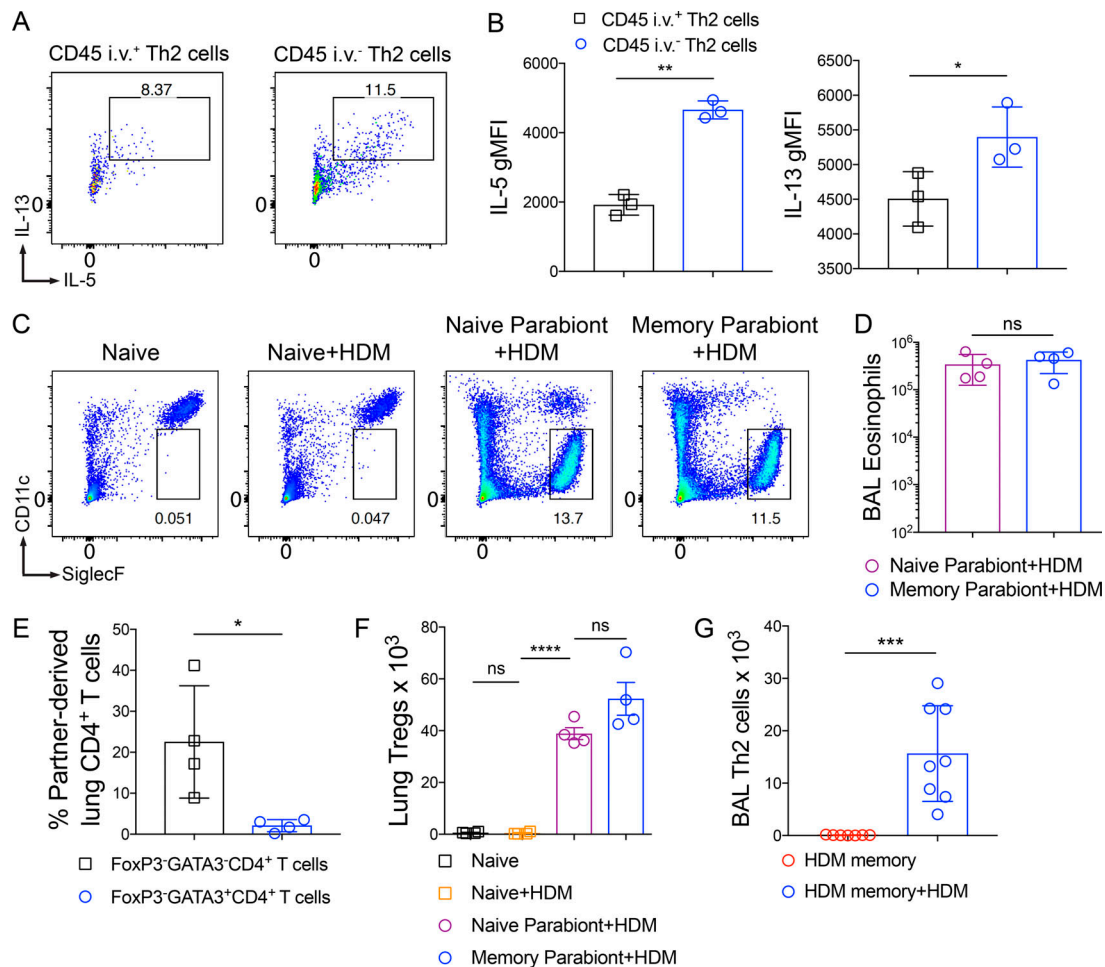 A
CD45 i.v.⁺ Th2 cells
CD45 i.v.⁻ Th2 cells
8.37
11.5
0
0
0
0
IL-13
IL-5
B
CD45 i.v.⁺ Th2 cells
CD45 i.v.⁻ Th2 cells
**
IL-5 gMFI
6000
4000
2000
0
*
IL-13 gMFI
6500
6000
5500
5000
4500
4000
3500
C
Naive
Naive+HDM
Naive Parabiont
+HDM
Memory Parabiont
+HDM
0.051
0.047
13.7
11.5
0
0
0
0
0
0
0
0
CD11c
SiglecF
D
ns
BAL Eosinophils
10⁶
10⁵
10⁴
10³
10²
Naive Parabiont+HDM
Memory Parabiont+HDM
E
*
% Partner-derived
lung CD4⁺ T cells
50
40
30
20
10
0
FoxP3⁻GATA3⁻CD4⁺ T cells
FoxP3⁻GATA3⁺CD4⁺ T cells
F
ns
****
ns
Lung Tregs x 10³
80
60
40
20
0
Naive
Naive+HDM
Naive Parabiont+HDM
Memory Parabiont+HDM
G
***
BAL Th2 cells x 10³
40
30
20
10
0
HDM memory
HDM memory+HDM